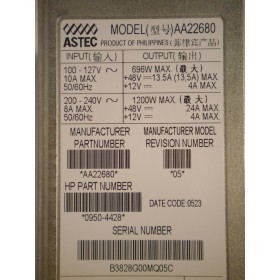 ASTEC
MODEL(型号)AA22680
PRODUCT OF PHILIPPINES (菲律宾产品)
INPUT(输入) OUTPUT(输出)
100 - 127V ~ 696W MAX (最大)
10A MAX. +48V⎓13.5A (13,5A) MAX.
50/60Hz +12V⎓ 4A MAX.
200 - 240V ~ 1200W MAX (最大)
8A MAX. +48V⎓ 24A MAX.
50/60Hz +12V⎓ 4A MAX.
MANUFACTURER MANUFACTURER MODEL
PARTNUMBER REVISION NUMBER
*AA22680* *05*
HP PART NUMBER
*0950-4428* DATE CODE 0523
SERIAL NUMBER
B3828G00MQ05C